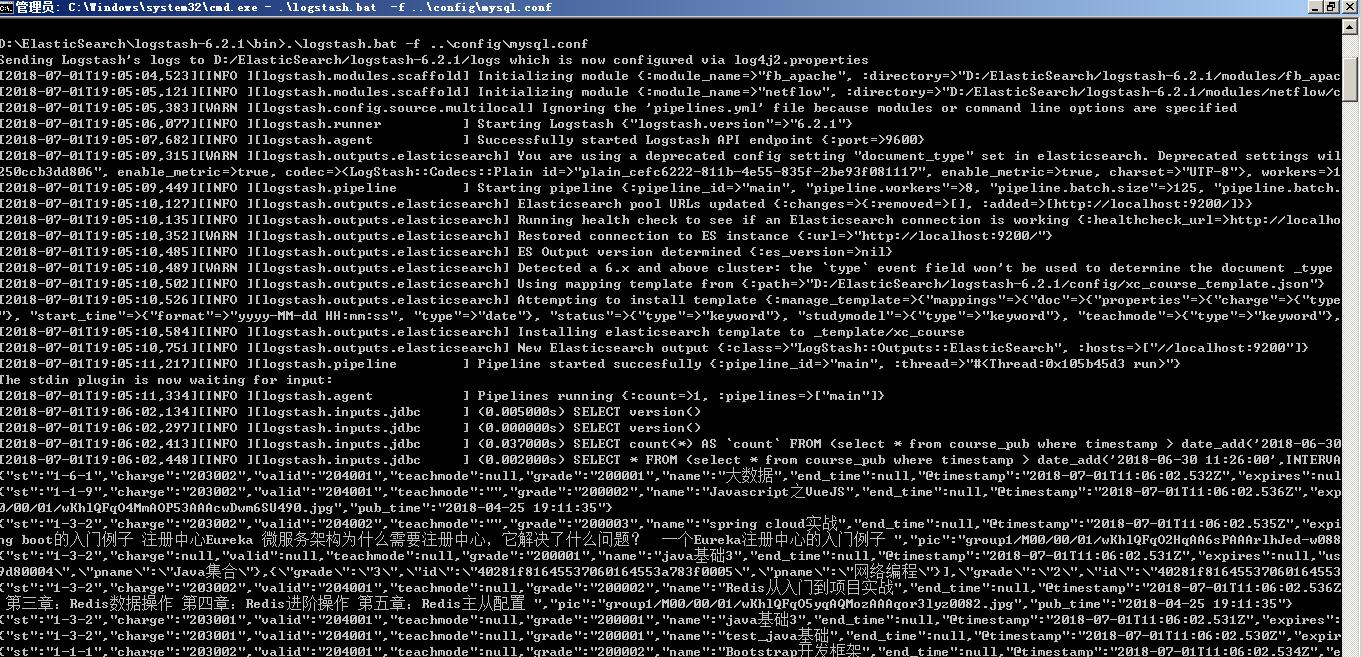 管理员: C:\Windows\system32\cmd.exe - .\logstash.bat  -f ..\config\mysql.conf
D:\ElasticSearch\logstash-6.2.1\bin>.\logstash.bat -f ..\config\mysql.conf
Sending Logstash's logs to D:/ElasticSearch/logstash-6.2.1/logs which is now configured via log4j2.properties
[2018-07-01T19:05:04,523][INFO ][logstash.modules.scaffold] Initializing module {:module_name=>"fb_apache", :directory=>"D:/ElasticSearch/logstash-6.2.1/modules/fb_apac
[2018-07-01T19:05:05,121][INFO ][logstash.modules.scaffold] Initializing module {:module_name=>"netflow", :directory=>"D:/ElasticSearch/logstash-6.2.1/modules/netflow/c
[2018-07-01T19:05:05,383][WARN ][logstash.config.source.multilocal] Ignoring the 'pipelines.yml' file because modules or command line options are specified
[2018-07-01T19:05:06,077][INFO ][logstash.runner          ] Starting Logstash {"logstash.version"=>"6.2.1"}
[2018-07-01T19:05:07,682][INFO ][logstash.agent           ] Successfully started Logstash API endpoint {:port=>9600}
[2018-07-01T19:05:09,315][WARN ][logstash.outputs.elasticsearch] You are using a deprecated config setting "document_type" set in elasticsearch. Deprecated settings wil
250ccb3dd806", enable_metric=>true, codec=><LogStash::Codecs::Plain id=>"plain_cefc6222-811b-4e55-835f-2be93f081117", enable_metric=>true, charset=>"UTF-8">, workers=>1
[2018-07-01T19:05:09,449][INFO ][logstash.pipeline        ] Starting pipeline {:pipeline_id=>"main", "pipeline.workers"=>8, "pipeline.batch.size"=>125, "pipeline.batch.
[2018-07-01T19:05:10,127][INFO ][logstash.outputs.elasticsearch] Elasticsearch pool URLs updated {:changes=>{:removed=>[], :added=>[http://localhost:9200/]}}
[2018-07-01T19:05:10,135][INFO ][logstash.outputs.elasticsearch] Running health check to see if an Elasticsearch connection is working {:healthcheck_url=>http://localho
[2018-07-01T19:05:10,352][WARN ][logstash.outputs.elasticsearch] Restored connection to ES instance {:url=>"http://localhost:9200/"}
[2018-07-01T19:05:10,485][INFO ][logstash.outputs.elasticsearch] ES Output version determined {:es_version=>nil}
[2018-07-01T19:05:10,489][WARN ][logstash.outputs.elasticsearch] Detected a 6.x and above cluster: the `type` event field won't be used to determine the document _type
[2018-07-01T19:05:10,502][INFO ][logstash.outputs.elasticsearch] Using mapping template from {:path=>"D:/ElasticSearch/logstash-6.2.1/config/xc_course_template.json"}
[2018-07-01T19:05:10,526][INFO ][logstash.outputs.elasticsearch] Attempting to install template {:manage_template=>{"mappings"=>{"doc"=>{"properties"=>{"charge"=>{"type
"}, "start_time"=>{"format"=>"yyyy-MM-dd HH:mm:ss", "type"=>"date"}, "status"=>{"type"=>"keyword"}, "studymodel"=>{"type"=>"keyword"}, "teachmode"=>{"type"=>"keyword"},
[2018-07-01T19:05:10,584][INFO ][logstash.outputs.elasticsearch] Installing elasticsearch template to _template/xc_course
[2018-07-01T19:05:10,751][INFO ][logstash.outputs.elasticsearch] New Elasticsearch output {:class=>"LogStash::Outputs::ElasticSearch", :hosts=>["//localhost:9200"]}
[2018-07-01T19:05:11,217][INFO ][logstash.pipeline        ] Pipeline started succesfully {:pipeline_id=>"main", :thread=>"#<Thread:0x105b45d3 run>"}
The stdin plugin is now waiting for input:
[2018-07-01T19:05:11,334][INFO ][logstash.agent           ] Pipelines running {:count=>1, :pipelines=>["main"]}
[2018-07-01T19:06:02,134][INFO ][logstash.inputs.jdbc     ] (0.005000s) SELECT version()
[2018-07-01T19:06:02,297][INFO ][logstash.inputs.jdbc     ] (0.000000s) SELECT version()
[2018-07-01T19:06:02,413][INFO ][logstash.inputs.jdbc     ] (0.037000s) SELECT count(*) AS `count` FROM (select * from course_pub where timestamp > date_add('2018-06-30
[2018-07-01T19:06:02,448][INFO ][logstash.inputs.jdbc     ] (0.002000s) SELECT * FROM (select * from course_pub where timestamp > date_add('2018-06-30 11:26:00',INTERVA
{"st":"1-6-1","charge":"203002","valid":"204001","teachmode":null,"grade":"200001","name":"大数据","end_time":null,"@timestamp":"2018-07-01T11:06:02.532Z","expires":nul
{"st":"1-1-9","charge":"203002","valid":"204001","teachmode":"","grade":"200002","name":"Javascript之VueJS","end_time":null,"@timestamp":"2018-07-01T11:06:02.536Z","exp
0/00/01/wKhlQFqO4MmAOP53AAAcwDwm6SU490.jpg","pub_time":"2018-04-25 19:11:35"}
{"st":"1-3-2","charge":"203002","valid":"204002","teachmode":"","grade":"200003","name":"spring cloud实战","end_time":null,"@timestamp":"2018-07-01T11:06:02.535Z","expi
ng boot的入门例子 注册中心Eureka 微服务架构为什么需要注册中心，它解决了什么问题？  一个Eureka注册中心的入门例子 ","pic":"group1/M00/00/01/wKhlQFqO2HqAA6sPAAArlhJed-w088
{"st":"1-3-2","charge":null,"valid":null,"teachmode":null,"grade":"200001","name":"java基础3","end_time":null,"@timestamp":"2018-07-01T11:06:02.531Z","expires":null,"us
9d80004\",\"pname\":\"Java集合\"},{\"grade\":\"3\",\"id\":\"40281f81645537060164553a783f0005\",\"pname\":\"网络编程\"}],\"grade\":\"2\",\"id\":\"40281f8164553706 0164553
{"st":"1-3-2","charge":"203002","valid":"204001","teachmode":null,"grade":"200001","name":"Redis从入门到项目实战","end_time":null,"@timestamp":"2018-07-01T11:06:02.536Z
 第三章：Redis数据操作 第四章：Redis进阶操作 第五章：Redis主从配置 ","pic":"group1/M00/00/01/wKhlQFqO5yqAQMozAAAqor3lyz0082.jpg","pub_time":"2018-04-25 19:11:35"}
{"st":"1-3-2","charge":"203001","valid":"204001","teachmode":null,"grade":"200001","name":"java基础3","end_time":null,"@timestamp":"2018-07-01T11:06:02.531Z","expires":
{"st":"1-3-2","charge":"203001","valid":"204001","teachmode":null,"grade":"200001","name":"test_java基础","end_time":null,"@timestamp":"2018-07-01T11:06:02.530Z","expir
{"st":"1-1-1","charge":"203002","valid":"204001","teachmode":null,"grade":"200001","name":"Bootstrap开发框架","end_time":null,"@timestamp":"2018-07-01T11:06:02.534Z","e